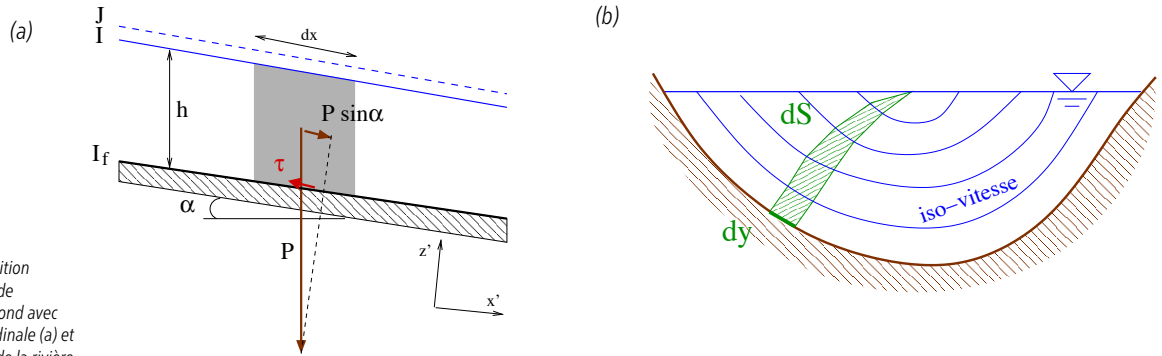 (a)
J
I
dx
h
P sinα
I_f
τ
α
P
z'
x'
ition
de
ond avec
dinale (a) et
de la rivière
(b)
dS
iso–vitesse
dy